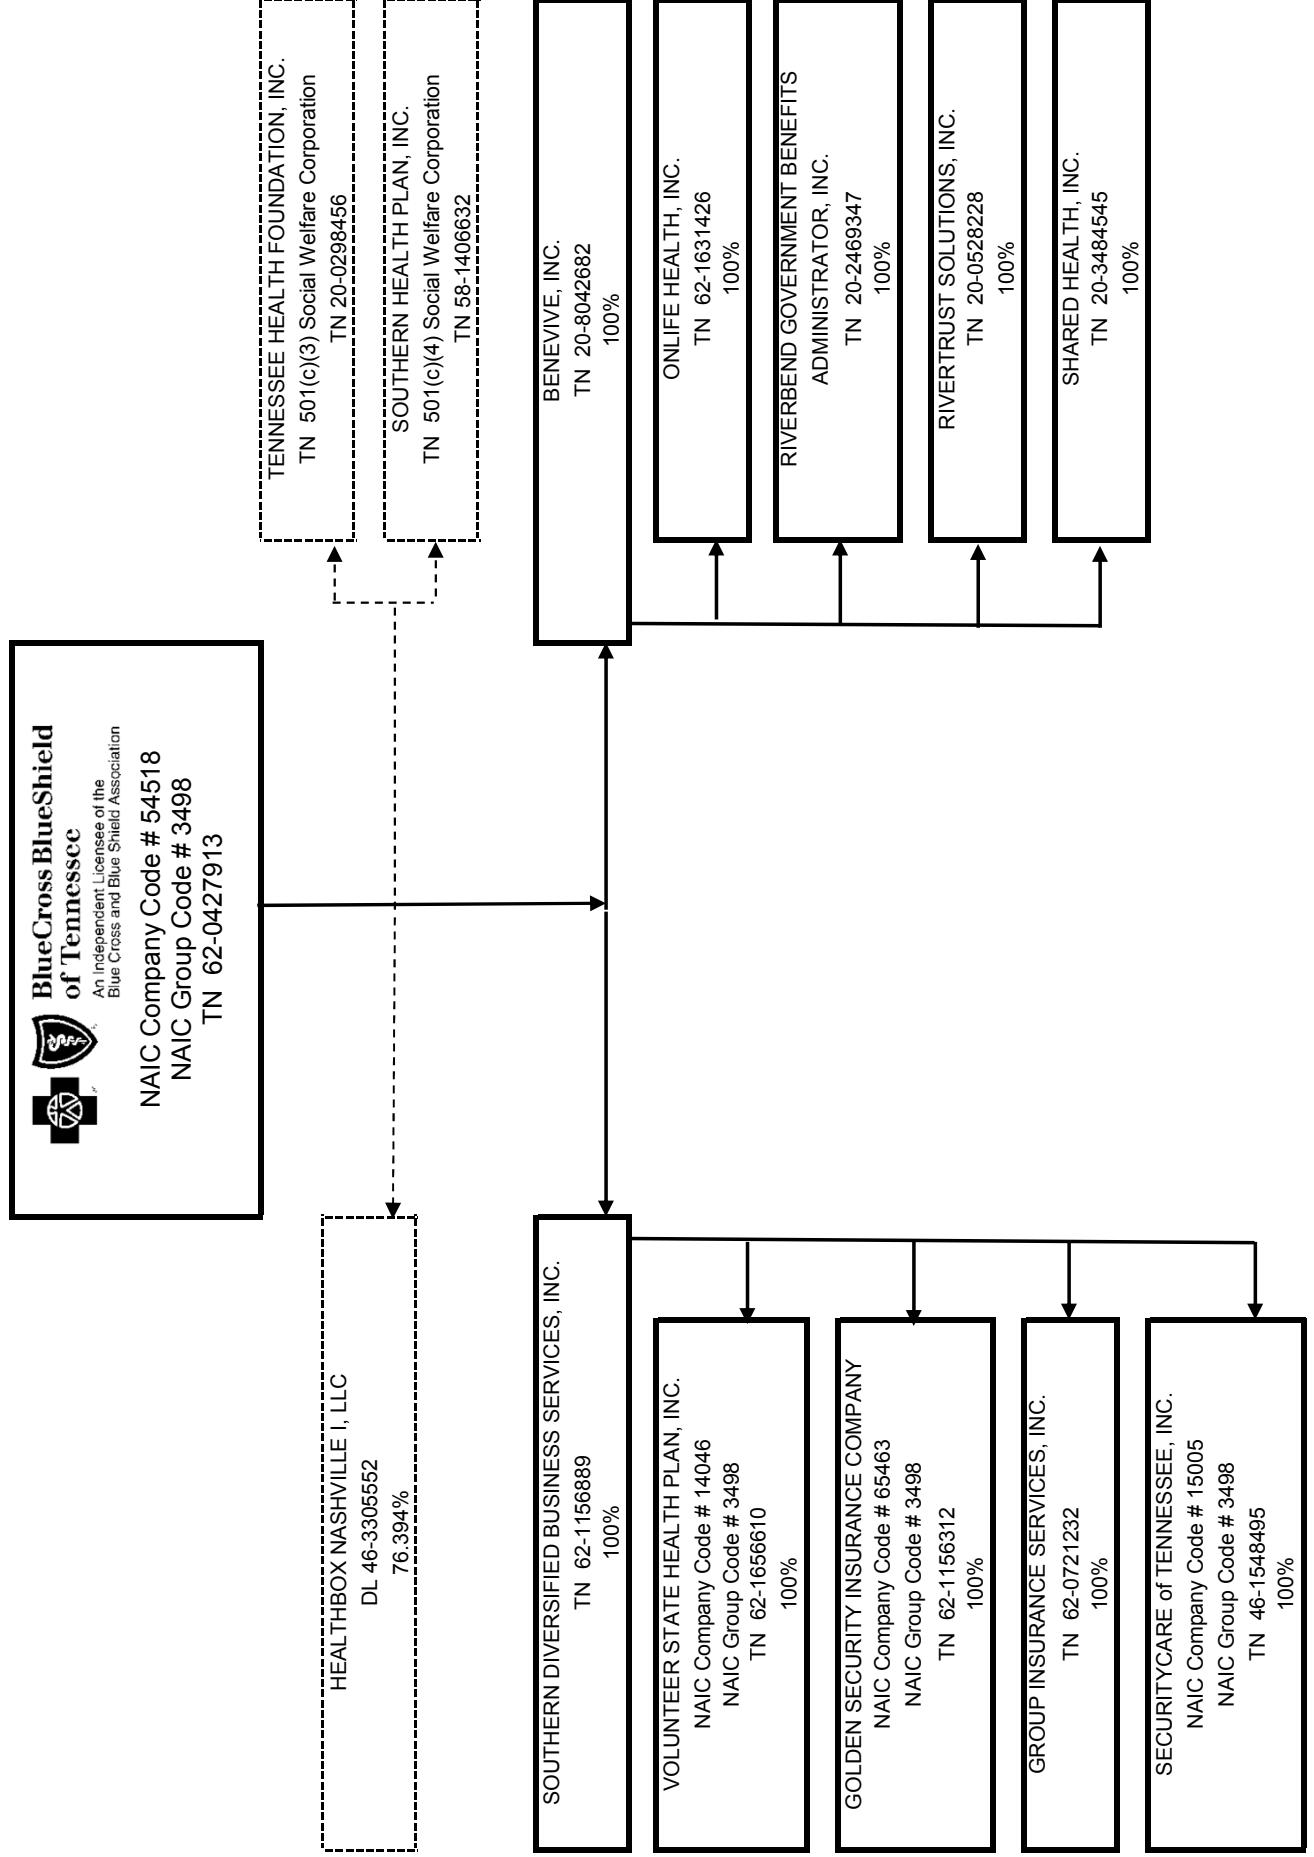 BlueCross BlueShield
of Tennessee
An Independent Licensee of the
Blue Cross and Blue Shield Association
NAIC Company Code # 54518
NAIC Group Code # 3498
TN  62-0427913
HEALTHBOX NASHVILLE I, LLC
DL 46-3305552
76.394%
TENNESSEE HEALTH FOUNDATION, INC.
TN  501(c)(3) Social Welfare Corporation
TN 20-0298456
SOUTHERN HEALTH PLAN, INC.
TN  501(c)(4) Social Welfare Corporation
TN 58-1406632
SOUTHERN DIVERSIFIED BUSINESS SERVICES, INC.
TN  62-1156889
100%
VOLUNTEER STATE HEALTH PLAN, INC.
NAIC Company Code # 14046
NAIC Group Code # 3498
TN  62-1656610
100%
GOLDEN SECURITY INSURANCE COMPANY
NAIC Company Code # 65463
NAIC Group Code # 3498
TN  62-1156312
100%
GROUP INSURANCE SERVICES, INC.
TN  62-0721232
100%
SECURITYCARE of TENNESSEE, INC.
NAIC Company Code # 15005
NAIC Group Code # 3498
TN  46-1548495
100%
BENEVIVE, INC.
TN  20-8042682
100%
ONLIFE HEALTH, INC.
TN  62-1631426
100%
RIVERBEND GOVERNMENT BENEFITS
ADMINISTRATOR, INC.
TN  20-2469347
100%
RIVERTRUST SOLUTIONS, INC.
TN  20-0528228
100%
SHARED HEALTH, INC.
TN  20-3484545
100%